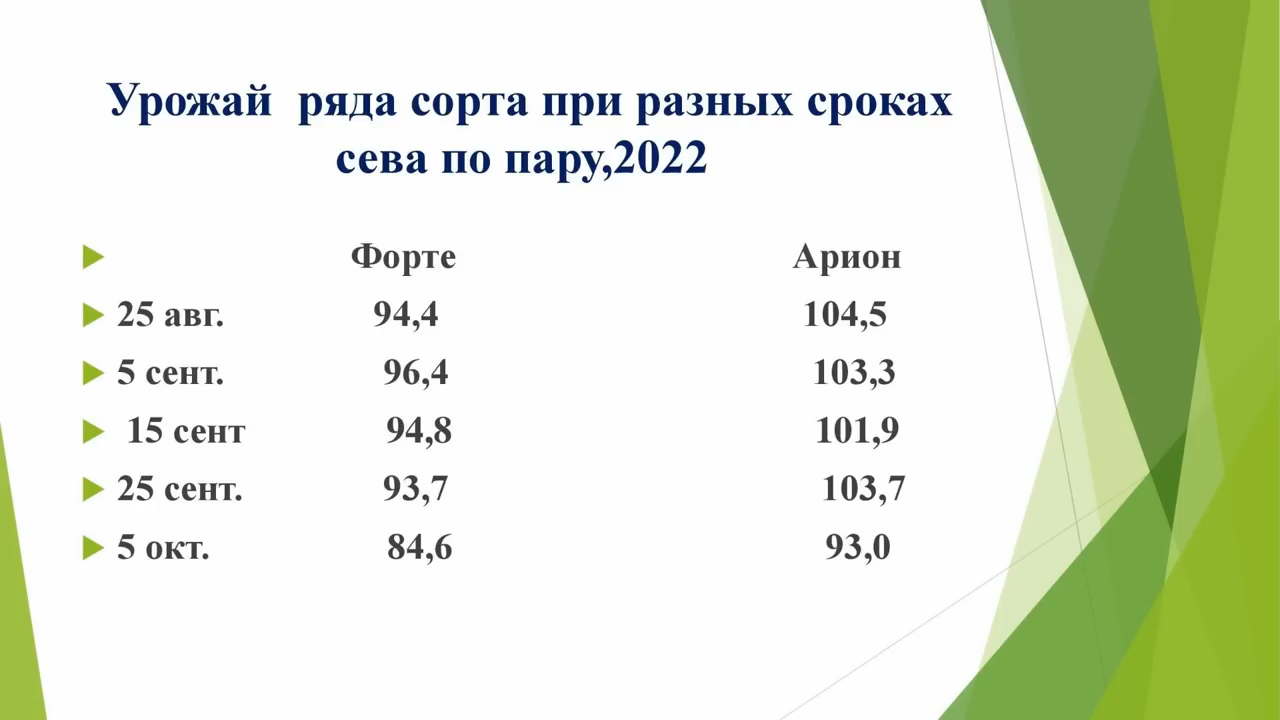 Урожай ряда сорта при разных сроках
сева по пару,2022
Форте Арион
25 авг. 94,4 104,5
5 сент. 96,4 103,3
15 сент 94,8 101,9
25 сент. 93,7 103,7
5 окт. 84,6 93,0